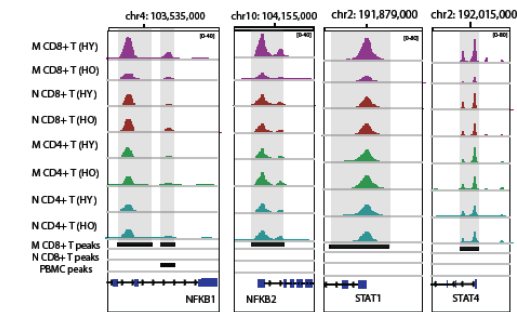 chr4: 103,535,000 chr10: 104,155,000 chr2: 191,879,000 chr2: 192,015,000
[0-40] [0-40] [0-80] [0-80]
M CD8+ T (HY)
M CD8+ T (HO)
N CD8+ T (HY)
N CD8+ T (HO)
M CD4+ T (HY)
M CD4+ T (HO)
N CD4+ T (HY)
N CD4+ T (HO)
M CD8+ T peaks
N CD8+ T peaks
PBMC peaks
NFKB1 NFKB2 STAT1 STAT4